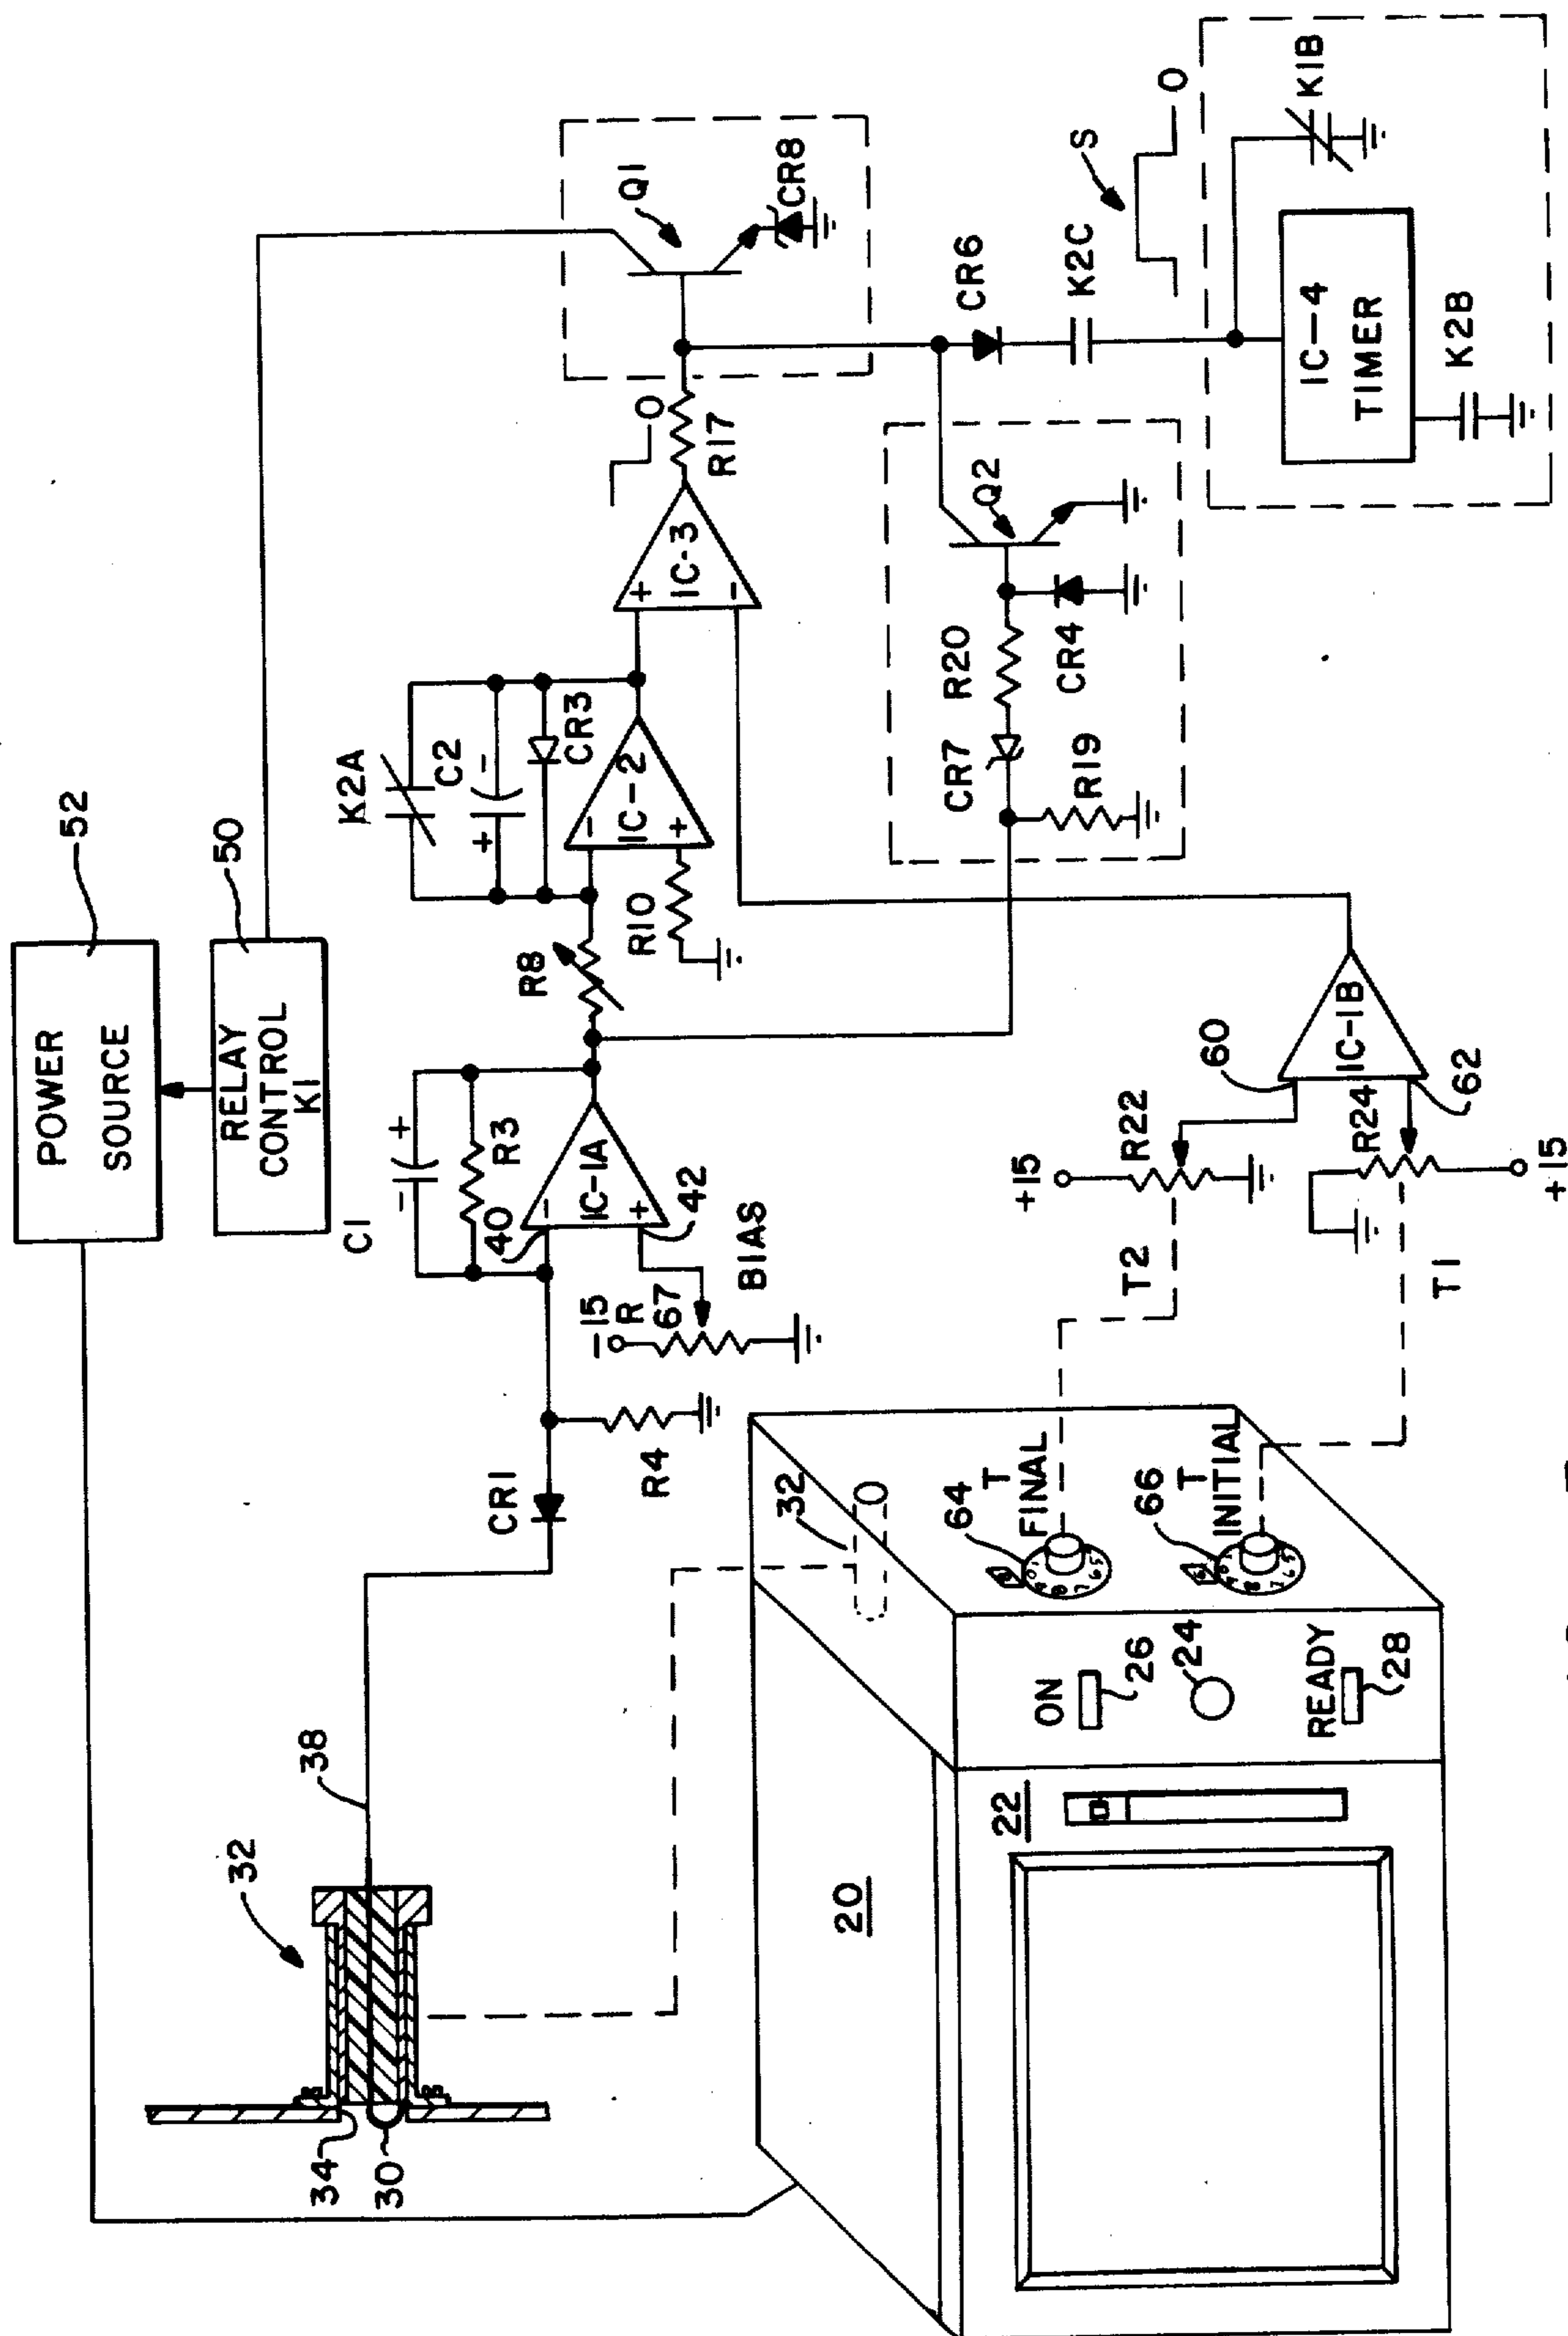 POWER
SOURCE
52
RELAY
CONTROL
K1
50
K2A
C2
- +
CR3
IC-2
- +
R8
R10
C1
- +
R3
IC-1A
- +
40
42
-15
R
67
BIAS
R4
CR1
38
32
34
30
IC-3
+ -
O
R17
Q1
CR8
CR6
K2C
S
O
K1B
IC-4
TIMER
K2B
Q2
CR7
R20
CR4
R19
60
IC-1B
62
+15
R22
T2
R24
+15
T1
32
64
T
FINAL
66
T
INITIAL
ON
26
24
READY
28
22
20